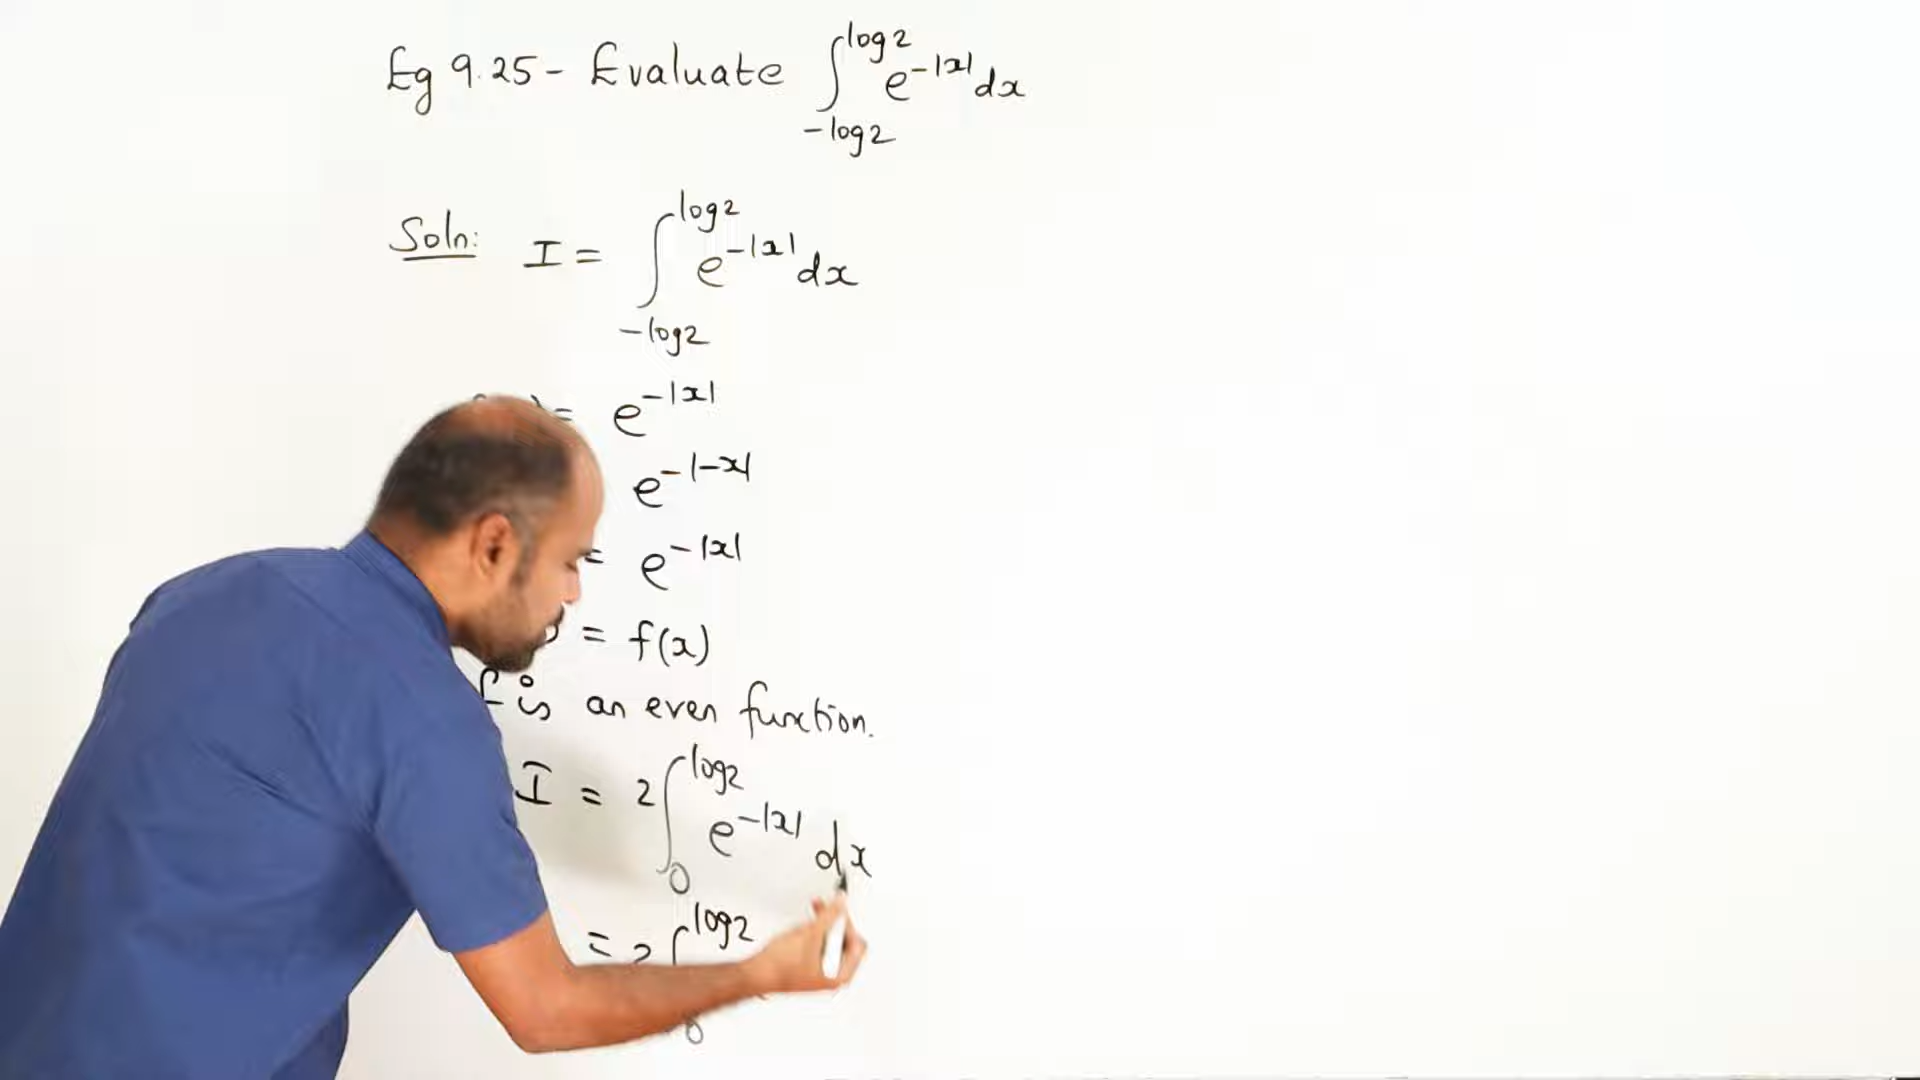 Eg 9.25 - Evaluate ∫_{-log2}^{log2} e^{-|x|} dx
Soln: I = ∫_{-log2}^{log2} e^{-|x|} dx
= e^{-|x|}
e^{-|-x|}
= e^{-|x|}
= f(x)
f is an even function.
I = 2 ∫_{0}^{log2} e^{-|x|} dx
= 2 ∫_{0}^{log2}